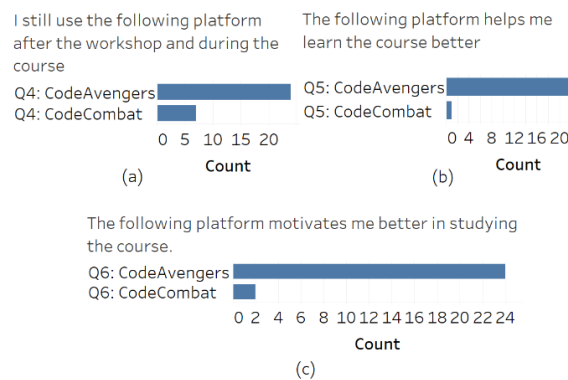 I still use the following platform
after the workshop and during the
course
Q4: CodeAvengers
Q4: CodeCombat
0 5 10 15 20
Count
(a)
The following platform helps me
learn the course better
Q5: CodeAvengers
Q5: CodeCombat
0 4 8 12 16 20
Count
(b)
The following platform motivates me better in studying
the course.
Q6: CodeAvengers
Q6: CodeCombat
0 2 4 6 8 10 12 14 16 18 20 22 24
Count
(c)